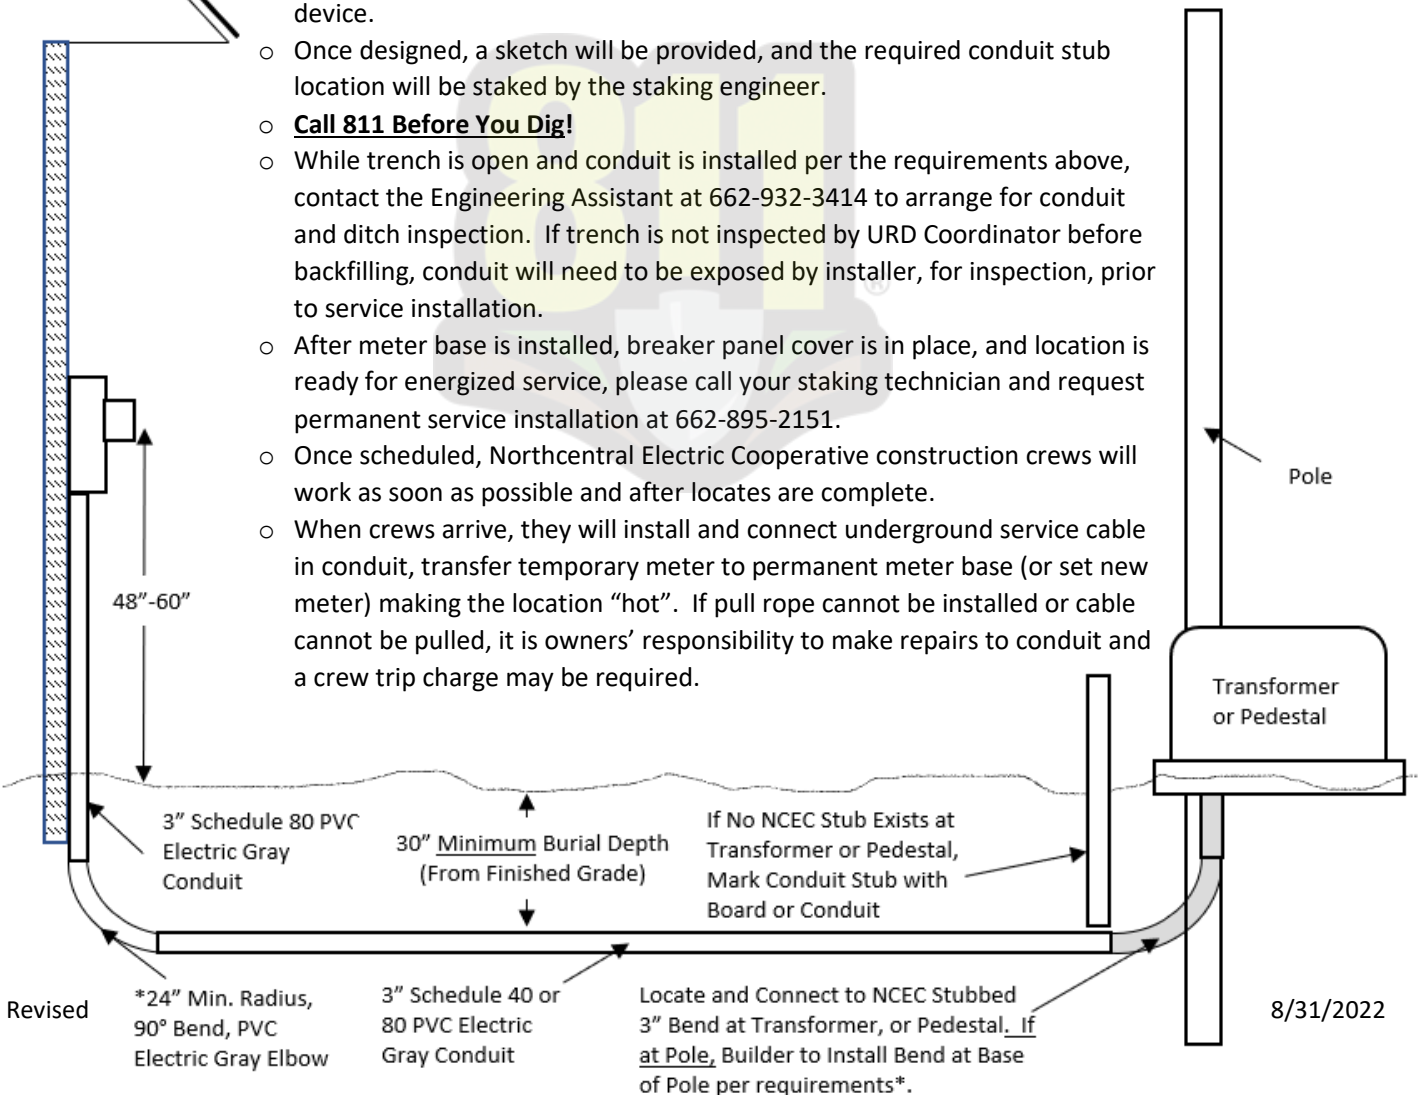 device.
o Once designed, a sketch will be provided, and the required conduit stub
location will be staked by the staking engineer.
o Call 811 Before You Dig!
o While trench is open and conduit is installed per the requirements above,
contact the Engineering Assistant at 662-932-3414 to arrange for conduit
and ditch inspection.  If trench is not inspected by URD Coordinator before
backfilling, conduit will need to be exposed by installer, for inspection, prior
to service installation.
o After meter base is installed, breaker panel cover is in place, and location is
ready for energized service, please call your staking technician and request
permanent service installation at 662-895-2151.
o Once scheduled, Northcentral Electric Cooperative construction crews will
work as soon as possible and after locates are complete.
o When crews arrive, they will install and connect underground service cable
in conduit, transfer temporary meter to permanent meter base (or set new
meter) making the location “hot”.  If pull rope cannot be installed or cable
cannot be pulled, it is owners’ responsibility to make repairs to conduit and
a crew trip charge may be required.
811
®
Pole
48”-60”
Transformer
or Pedestal
3” Schedule 80 PVC
Electric Gray
Conduit
30” Minimum Burial Depth
(From Finished Grade)
If No NCEC Stub Exists at
Transformer or Pedestal,
Mark Conduit Stub with
Board or Conduit
Revised
*24” Min. Radius,
90° Bend, PVC
Electric Gray Elbow
3” Schedule 40 or
80 PVC Electric
Gray Conduit
Locate and Connect to NCEC Stubbed
3” Bend at Transformer, or Pedestal. If
at Pole, Builder to Install Bend at Base
of Pole per requirements*.
8/31/2022